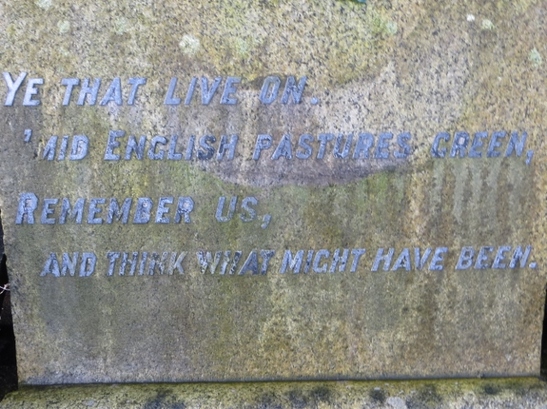 YE THAT LIVE ON.
'MID ENGLISH PASTURES GREEN,
REMEMBER US,
AND THINK WHAT MIGHT HAVE BEEN.